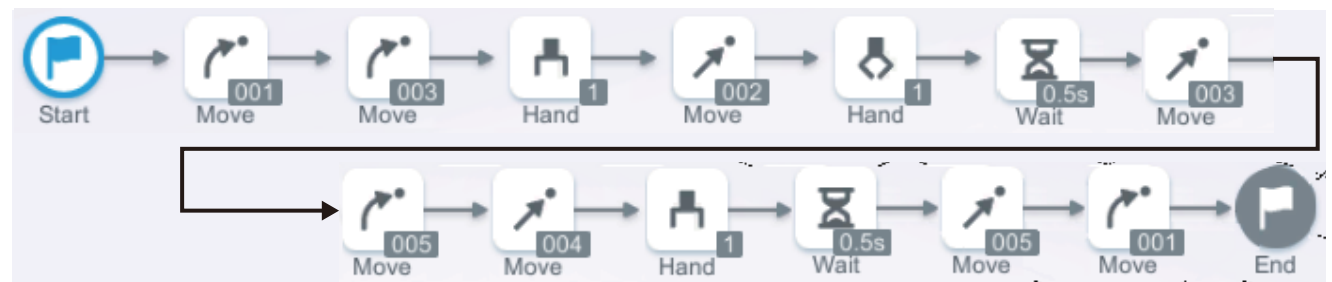 001 003 1 002 1 0.5s 003
Start Move Move Hand Move Hand Wait Move
005 004 1 0.5s 005 001
Move Move Hand Wait Move Move End